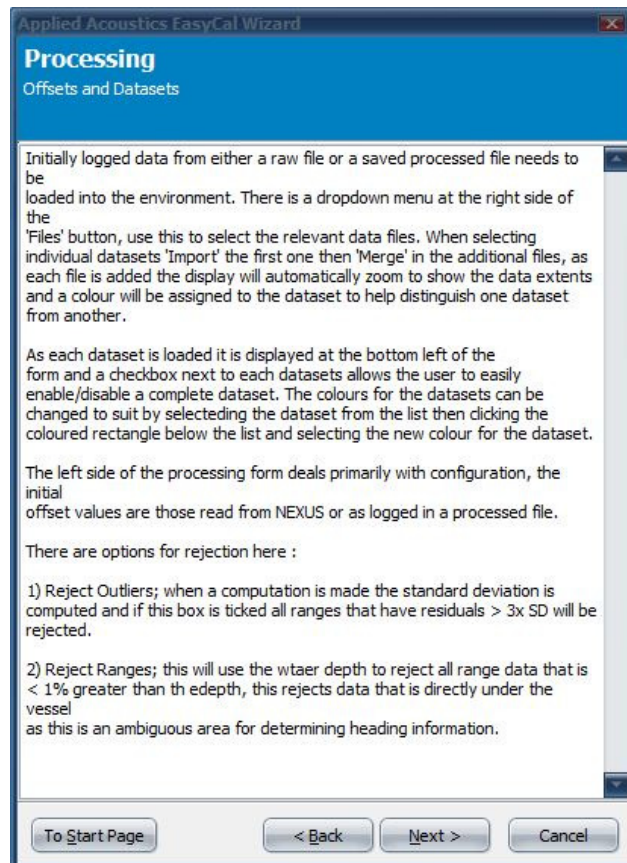 Applied Acoustics EasyCal Wizard
Processing
Offsets and Datasets
Initially logged data from either a raw file or a saved processed file needs to
be
loaded into the environment. There is a dropdown menu at the right side of
the
'Files' button, use this to select the relevant data files. When selecting
individual datasets 'Import' the first one then 'Merge' in the additional files, as
each file is added the display will automatically zoom to show the data extents
and a colour will be assigned to the dataset to help distinguish one dataset
from another.
As each dataset is loaded it is displayed at the bottom left of the
form and a checkbox next to each datasets allows the user to easily
enable/disable a complete dataset. The colours for the datasets can be
changed to suit by selecteding the dataset from the list then clicking the
coloured rectangle below the list and selecting the new colour for the dataset.
The left side of the processing form deals primarily with configuration, the
initial
offset values are those read from NEXUS or as logged in a processed file.
There are options for rejection here :
1) Reject Outliers; when a computation is made the standard deviation is
computed and if this box is ticked all ranges that have residuals > 3x SD will be
rejected.
2) Reject Ranges; this will use the wtaer depth to reject all range data that is
< 1% greater than th edepth, this rejects data that is directly under the
vessel
as this is an ambiguous area for determining heading information.
To Start Page < Back Next > Cancel